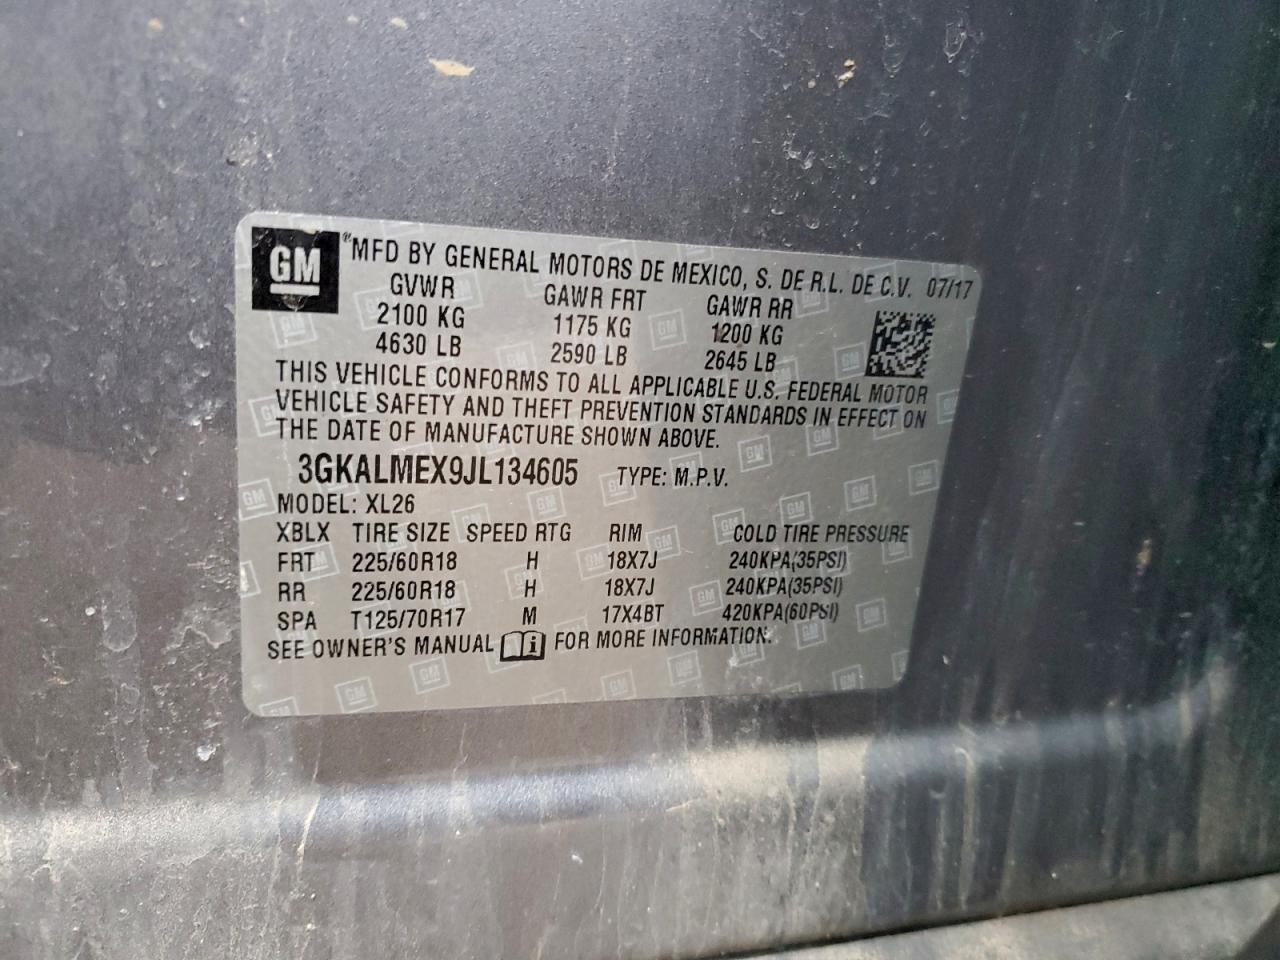 GM ®MFD BY GENERAL MOTORS DE MEXICO, S. DE R.L. DE C.V. 07/17
GVWR GAWR FRT GAWR RR
2100 KG 1175 KG 1200 KG
4630 LB 2590 LB 2645 LB
THIS VEHICLE CONFORMS TO ALL APPLICABLE U.S. FEDERAL MOTOR
VEHICLE SAFETY AND THEFT PREVENTION STANDARDS IN EFFECT ON
THE DATE OF MANUFACTURE SHOWN ABOVE.
3GKALMEX9JL134605 TYPE: M.P.V.
MODEL: XL26
XBLX TIRE SIZE SPEED RTG RIM COLD TIRE PRESSURE
FRT 225/60R18 H 18X7J 240KPA(35PSI)
RR 225/60R18 H 18X7J 240KPA(35PSI)
SPA T125/70R17 M 17X4BT 420KPA(60PSI)
SEE OWNER'S MANUAL i FOR MORE INFORMATION.